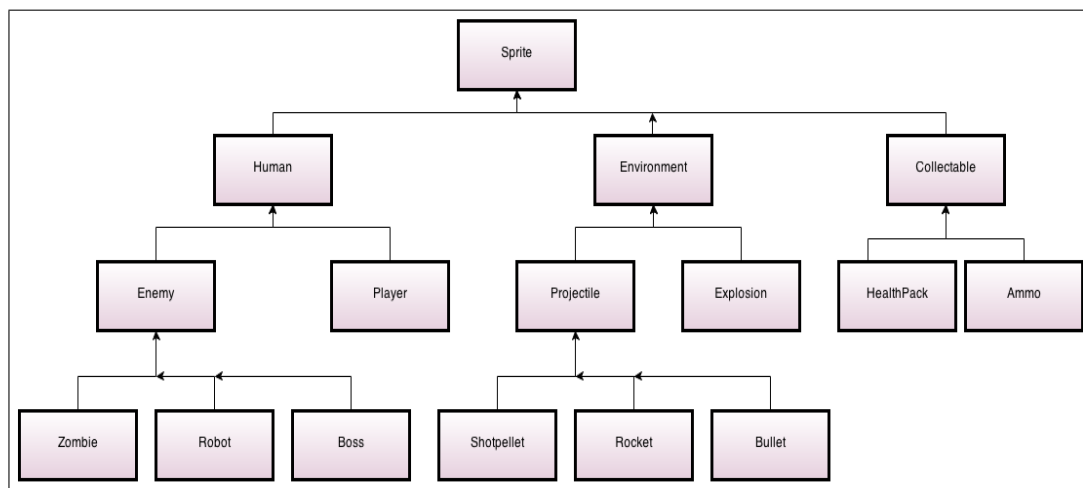 Sprite
Human
Environment
Collectable
Enemy
Player
Projectile
Explosion
HealthPack
Ammo
Zombie
Robot
Boss
Shotpellet
Rocket
Bullet